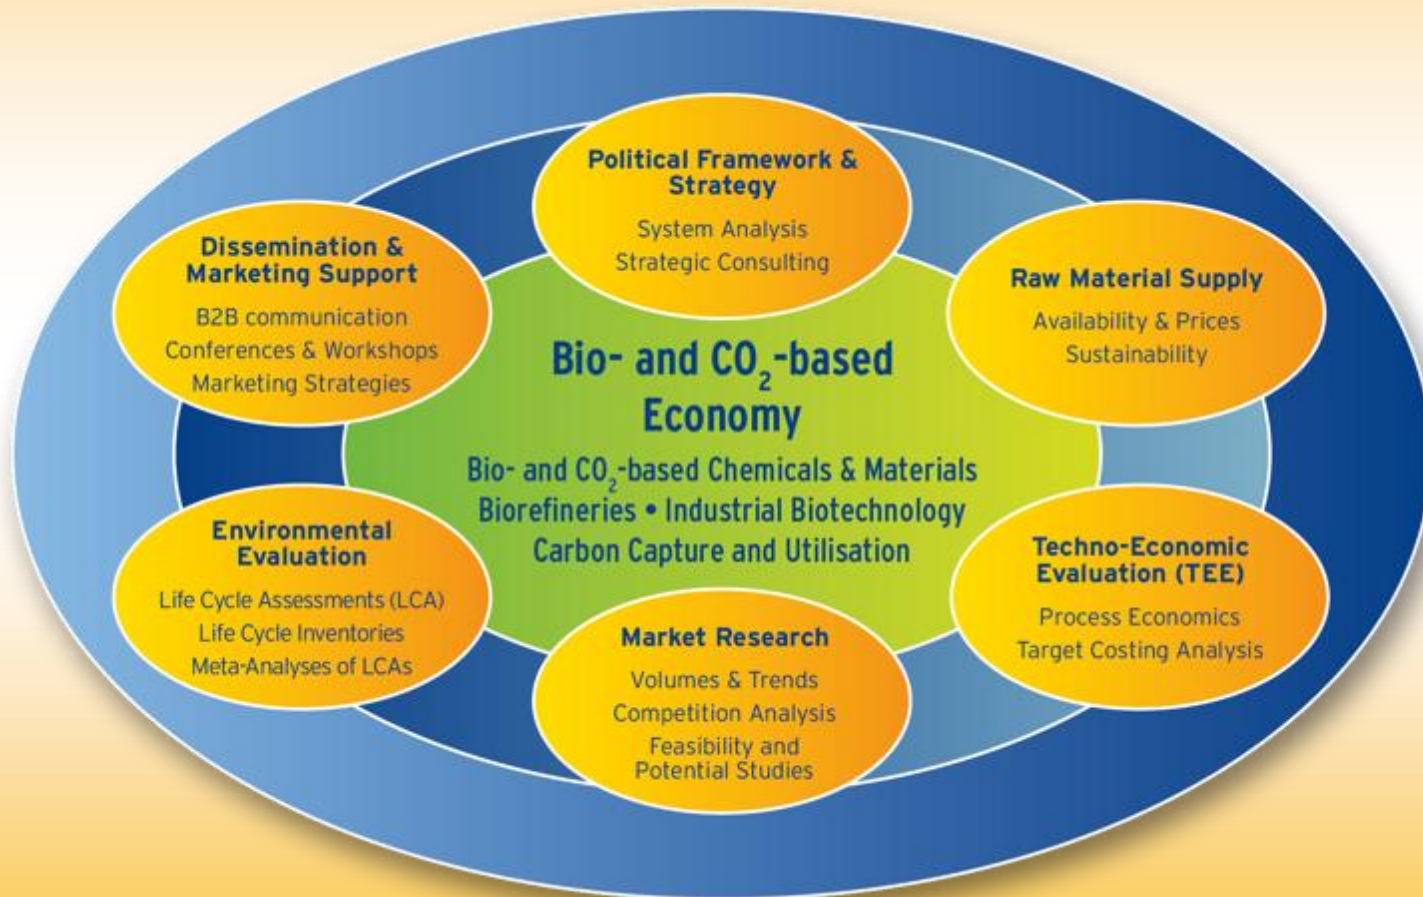 Political Framework &
Strategy
System Analysis
Strategic Consulting
Dissemination &
Marketing Support
B2B communication
Conferences & Workshops
Marketing Strategies
Raw Material Supply
Availability & Prices
Sustainability
Bio- and CO₂-based
Economy
Bio- and CO₂-based Chemicals & Materials
Biorefineries • Industrial Biotechnology
Carbon Capture and Utilisation
Environmental
Evaluation
Life Cycle Assessments (LCA)
Life Cycle Inventories
Meta-Analyses of LCAs
Techno-Economic
Evaluation (TEE)
Process Economics
Target Costing Analysis
Market Research
Volumes & Trends
Competition Analysis
Feasibility and
Potential Studies